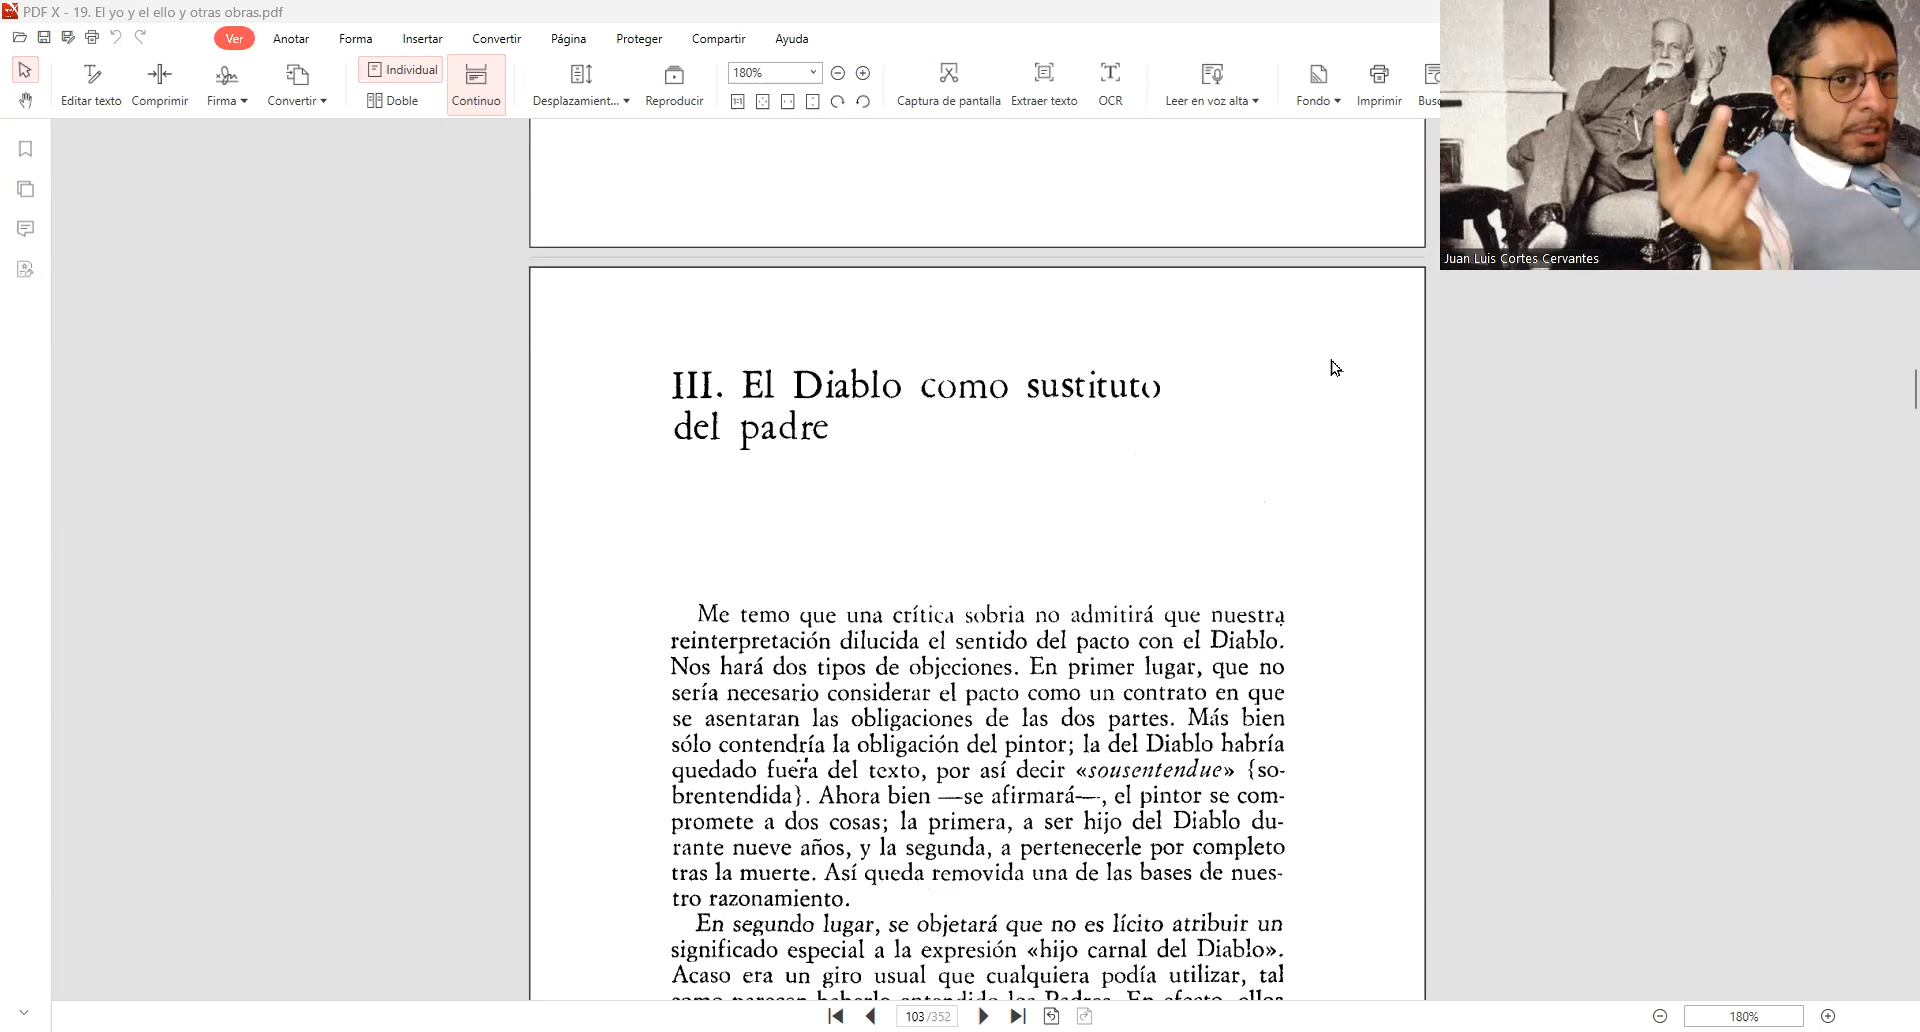 PDF X - 19. El yo y el ello y otras obras.pdf
Ver Anotar Forma Insertar Convertir Página Proteger Compartir Ayuda
Editar texto Comprimir Firma Convertir Individual Doble Continuo Desplazamient... Reproducir 180% Captura de pantalla Extraer texto OCR Leer en voz alta Fondo Imprimir Busc
Juan Luis Cortes Cervantes
III. El Diablo como sustituto
del padre
Me temo que una crítica sobria no admitirá que nuestra
reinterpretación dilucida el sentido del pacto con el Diablo.
Nos hará dos tipos de objeciones. En primer lugar, que no
sería necesario considerar el pacto como un contrato en que
se asentaran las obligaciones de las dos partes. Más bien
sólo contendría la obligación del pintor; la del Diablo habría
quedado fuera del texto, por así decir «sousentendue» {so-
brentendida}. Ahora bien —se afirmará—, el pintor se com-
promete a dos cosas; la primera, a ser hijo del Diablo du-
rante nueve años, y la segunda, a pertenecerle por completo
tras la muerte. Así queda removida una de las bases de nues-
tro razonamiento.
En segundo lugar, se objetará que no es lícito atribuir un
significado especial a la expresión «hijo carnal del Diablo».
Acaso era un giro usual que cualquiera podía utilizar, tal
como parecen haberlo entendido los Padres. En efecto, ellos
103 /352
180%